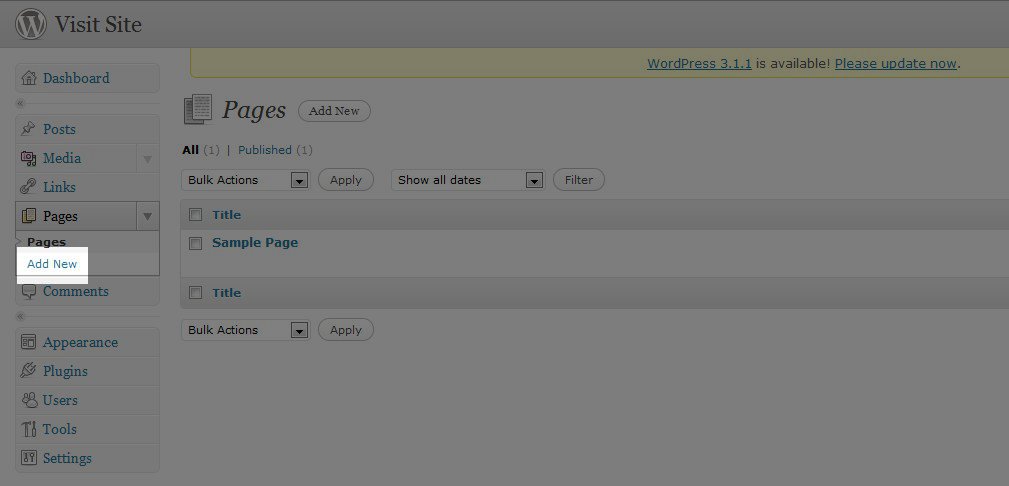 Visit Site
Dashboard
Posts
Media
Links
Pages
Pages
Add New
Comments
Appearance
Plugins
Users
Tools
Settings
WordPress 3.1.1 is available! Please update now.
Pages Add New
All (1) | Published (1)
Bulk Actions Apply Show all dates Filter
Title
Sample Page
Title
Bulk Actions Apply